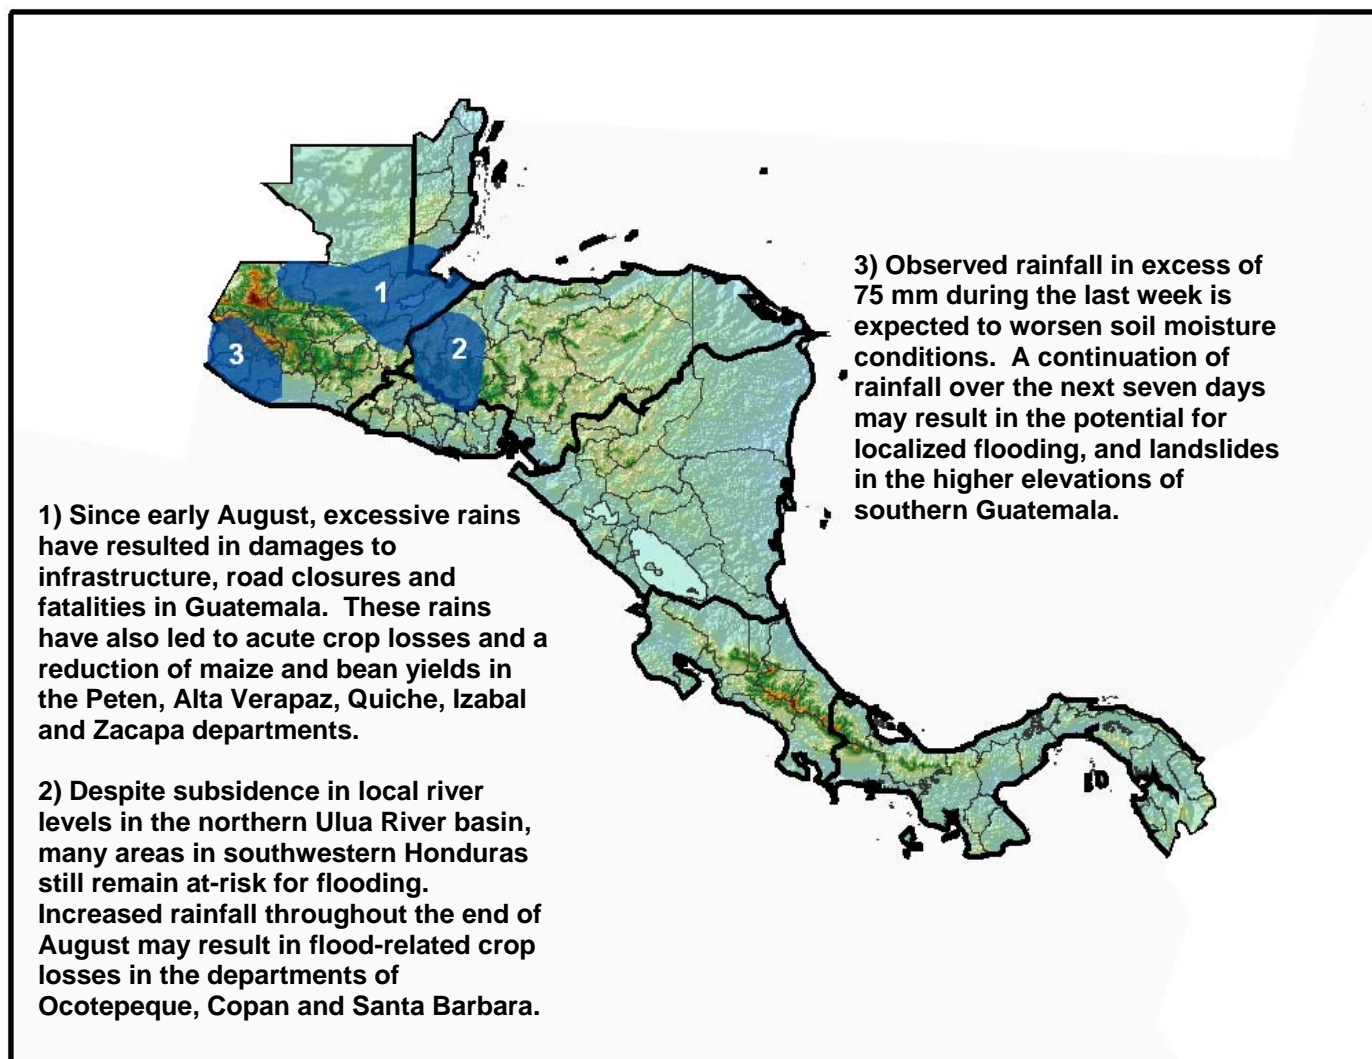 1
2
3
3) Observed rainfall in excess of
75 mm during the last week is
expected to worsen soil moisture
conditions.  A continuation of
rainfall over the next seven days
may result in the potential for
localized flooding, and landslides
in the higher elevations of
southern Guatemala.
1) Since early August, excessive rains
have resulted in damages to
infrastructure, road closures and
fatalities in Guatemala.  These rains
have also led to acute crop losses and a
reduction of maize and bean yields in
the Peten, Alta Verapaz, Quiche, Izabal
and Zacapa departments.
2) Despite subsidence in local river
levels in the northern Ulua River basin,
many areas in southwestern Honduras
still remain at-risk for flooding.
Increased rainfall throughout the end of
August may result in flood-related crop
losses in the departments of
Ocotepeque, Copan and Santa Barbara.